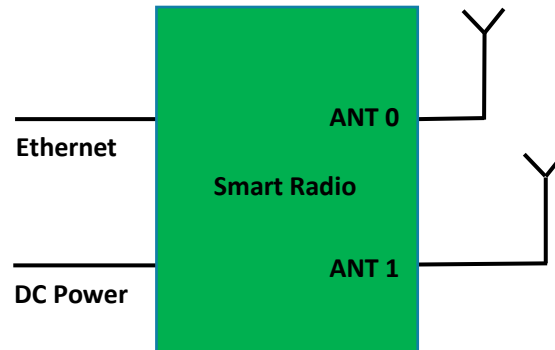 ANT 0
Ethernet
Smart Radio
ANT 1
DC Power